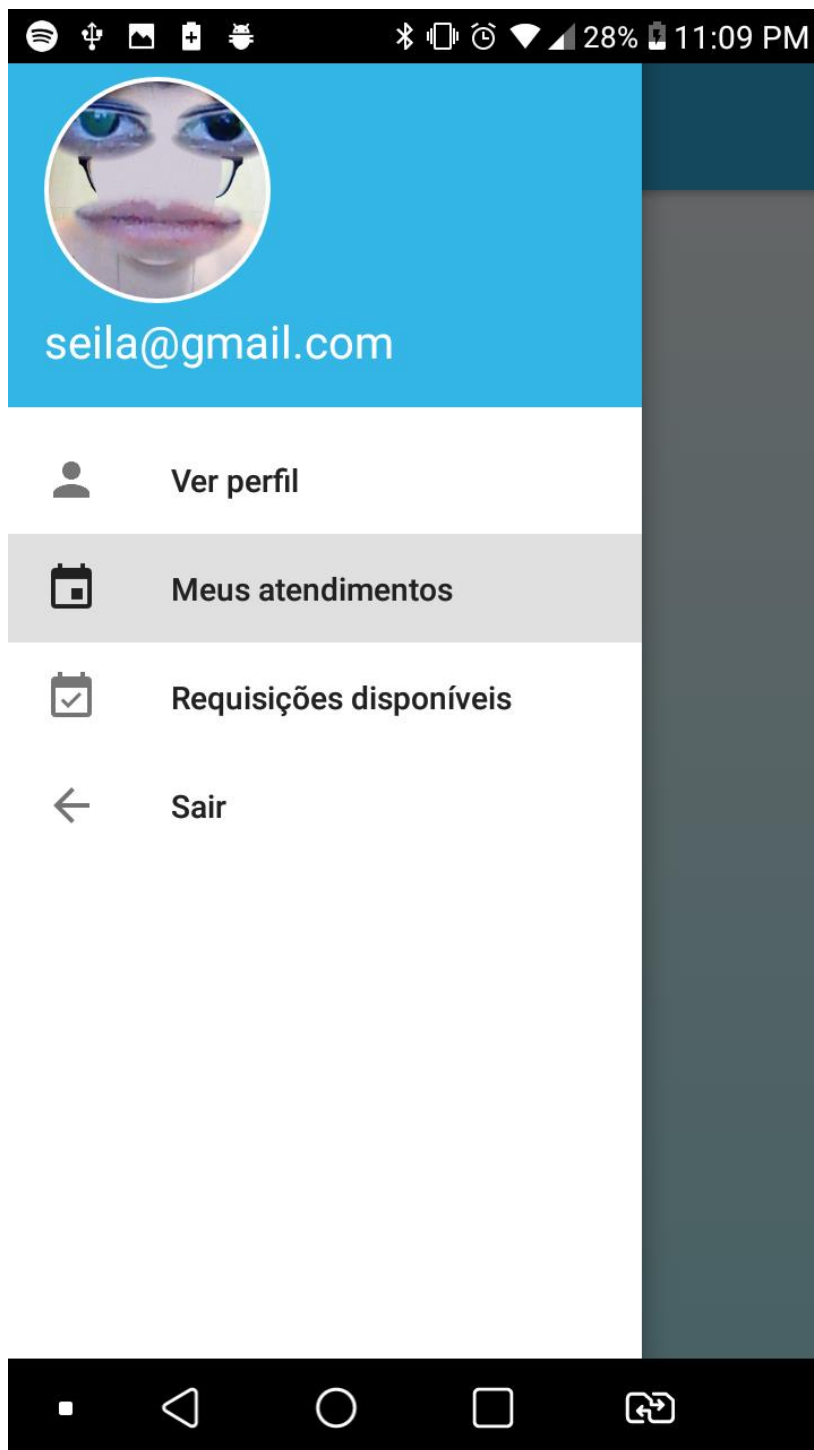 28% 11:09 PM
seila@gmail.com
Ver perfil
Meus atendimentos
Requisições disponíveis
Sair